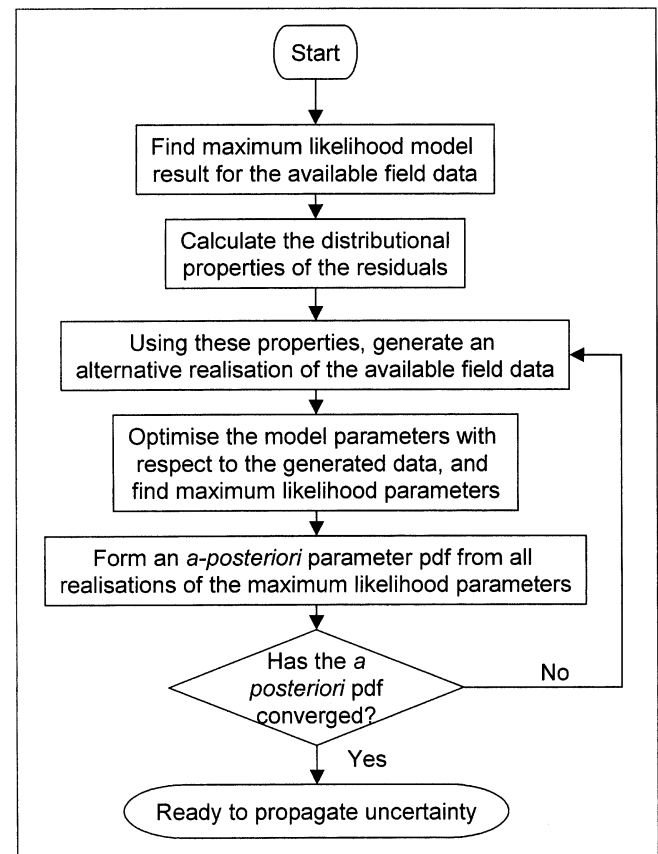 Start
Find maximum likelihood model
result for the available field data
Calculate the distributional
properties of the residuals
Using these properties, generate an
alternative realisation of the available field data
Optimise the model parameters with
respect to the generated data, and
find maximum likelihood parameters
Form an a-posteriori parameter pdf from all
realisations of the maximum likelihood parameters
Has the a
posteriori pdf
converged?
No
Yes
Ready to propagate uncertainty